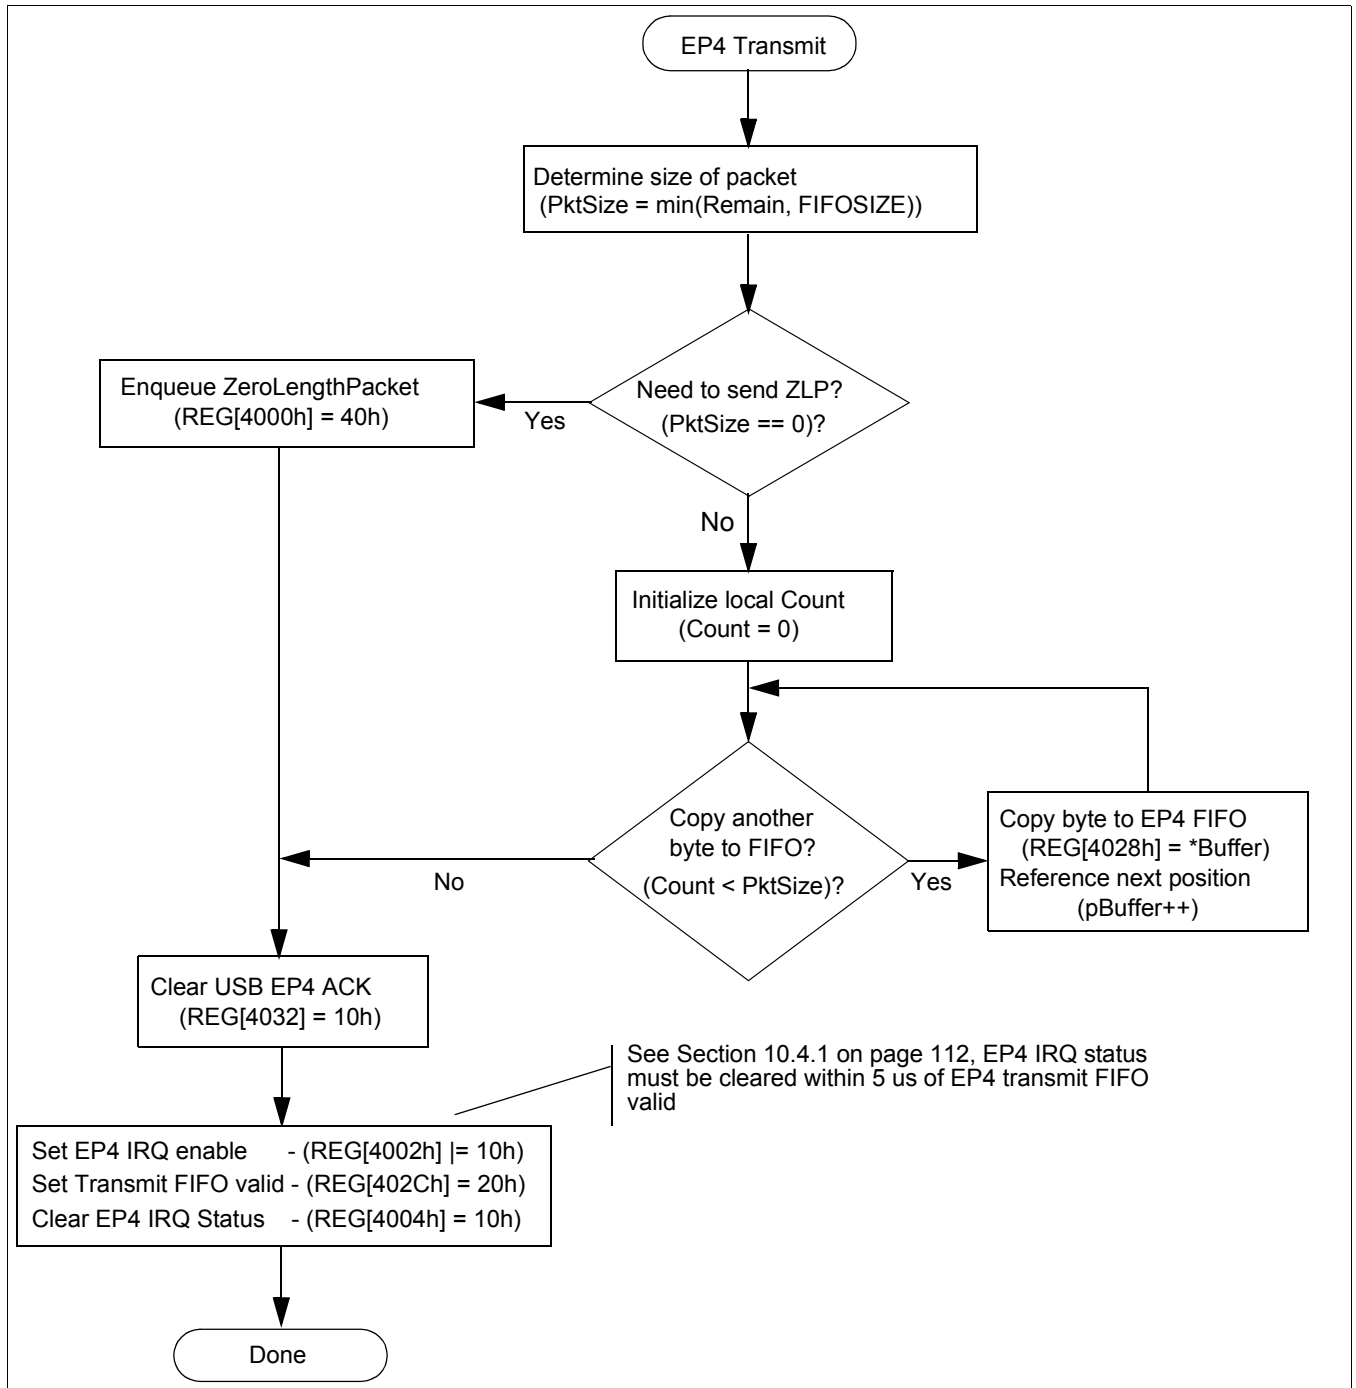 EP4 Transmit
Determine size of packet
(PktSize = min(Remain, FIFOSIZE))
Need to send ZLP?
(PktSize == 0)?
Yes
Enqueue ZeroLengthPacket
(REG[4000h] = 40h)
No
Initialize local Count
(Count = 0)
Copy another
byte to FIFO?
(Count < PktSize)?
Yes
Copy byte to EP4 FIFO
(REG[4028h] = *Buffer)
Reference next position
(pBuffer++)
No
Clear USB EP4 ACK
(REG[4032] = 10h)
See Section 10.4.1 on page 112, EP4 IRQ status
must be cleared within 5 us of EP4 transmit FIFO
valid
Set EP4 IRQ enable - (REG[4002h] |= 10h)
Set Transmit FIFO valid - (REG[402Ch] = 20h)
Clear EP4 IRQ Status - (REG[4004h] = 10h)
Done